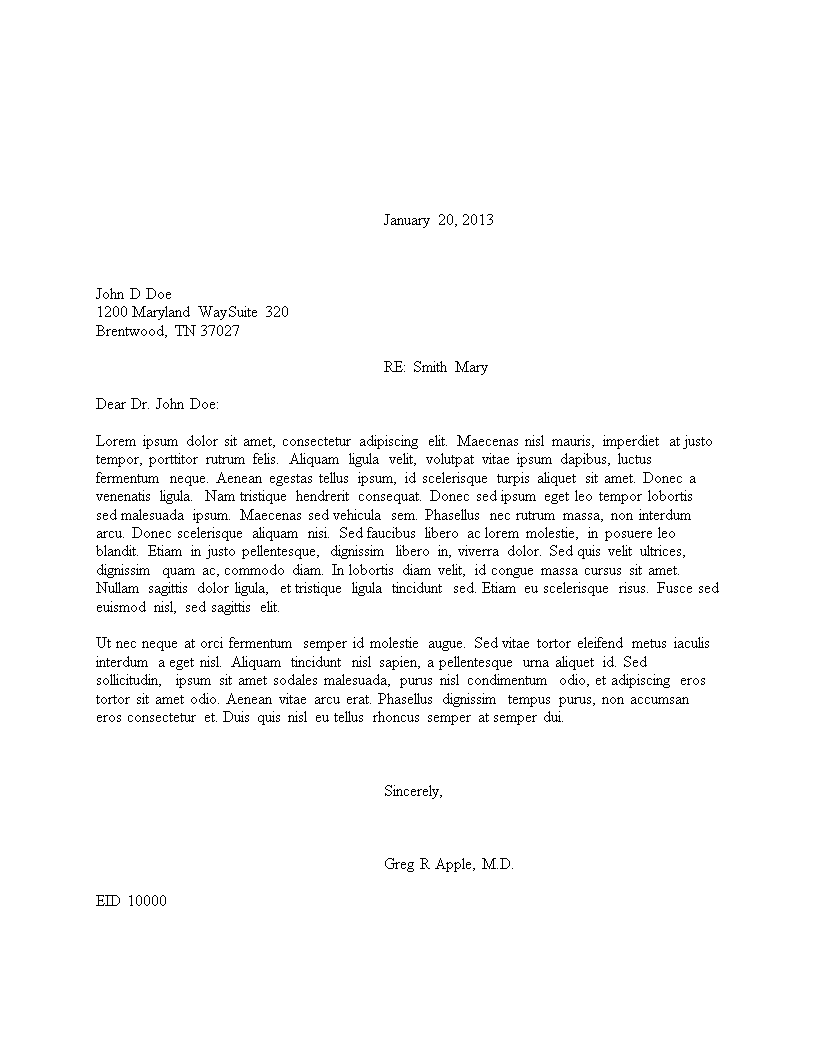 January 20, 2013
John D Doe
1200 Maryland WaySuite 320
Brentwood, TN 37027
RE: Smith Mary
Dear Dr. John Doe:
Lorem ipsum dolor sit amet, consectetur adipiscing elit. Maecenas nisl mauris, imperdiet at justo
tempor, porttitor rutrum felis. Aliquam ligula velit, volutpat vitae ipsum dapibus, luctus
fermentum neque. Aenean egestas tellus ipsum, id scelerisque turpis aliquet sit amet. Donec a
venenatis ligula. Nam tristique hendrerit consequat. Donec sed ipsum eget leo tempor lobortis
sed malesuada ipsum. Maecenas sed vehicula sem. Phasellus nec rutrum massa, non interdum
arcu. Donec scelerisque aliquam nisi. Sed faucibus libero ac lorem molestie, in posuere leo
blandit. Etiam in justo pellentesque, dignissim libero in, viverra dolor. Sed quis velit ultrices,
dignissim quam ac, commodo diam. In lobortis diam velit, id congue massa cursus sit amet.
Nullam sagittis dolor ligula, et tristique ligula tincidunt sed. Etiam eu scelerisque risus. Fusce sed
euismod nisl, sed sagittis elit.
Ut nec neque at orci fermentum semper id molestie augue. Sed vitae tortor eleifend metus iaculis
interdum a eget nisl. Aliquam tincidunt nisl sapien, a pellentesque urna aliquet id. Sed
sollicitudin, ipsum sit amet sodales malesuada, purus nisl condimentum odio, et adipiscing eros
tortor sit amet odio. Aenean vitae arcu erat. Phasellus dignissim tempus purus, non accumsan
eros consectetur et. Duis quis nisl eu tellus rhoncus semper at semper dui.
Sincerely,
Greg R Apple, M.D.
EID 10000